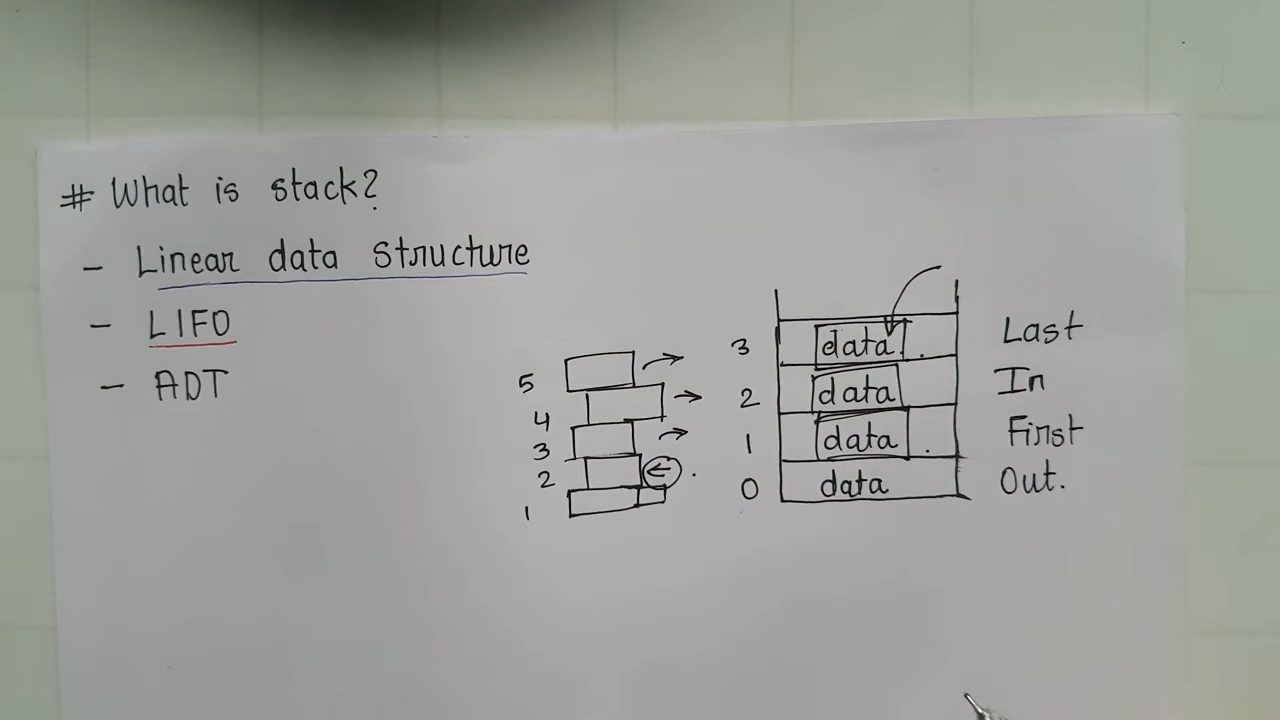 # What is stack?
- Linear data structure
- LIFO
- ADT
5
4
3
2
1
3 data Last
2 data In
1 data First
0 data Out.